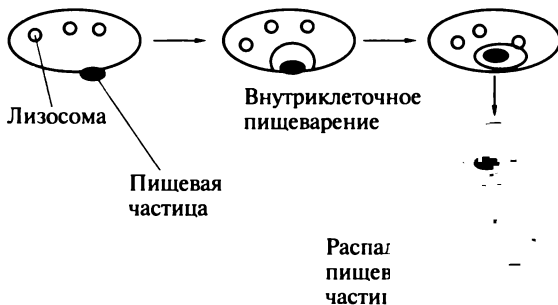 Лизосома
Внутриклеточное
пищеварение
Пищевая
частица